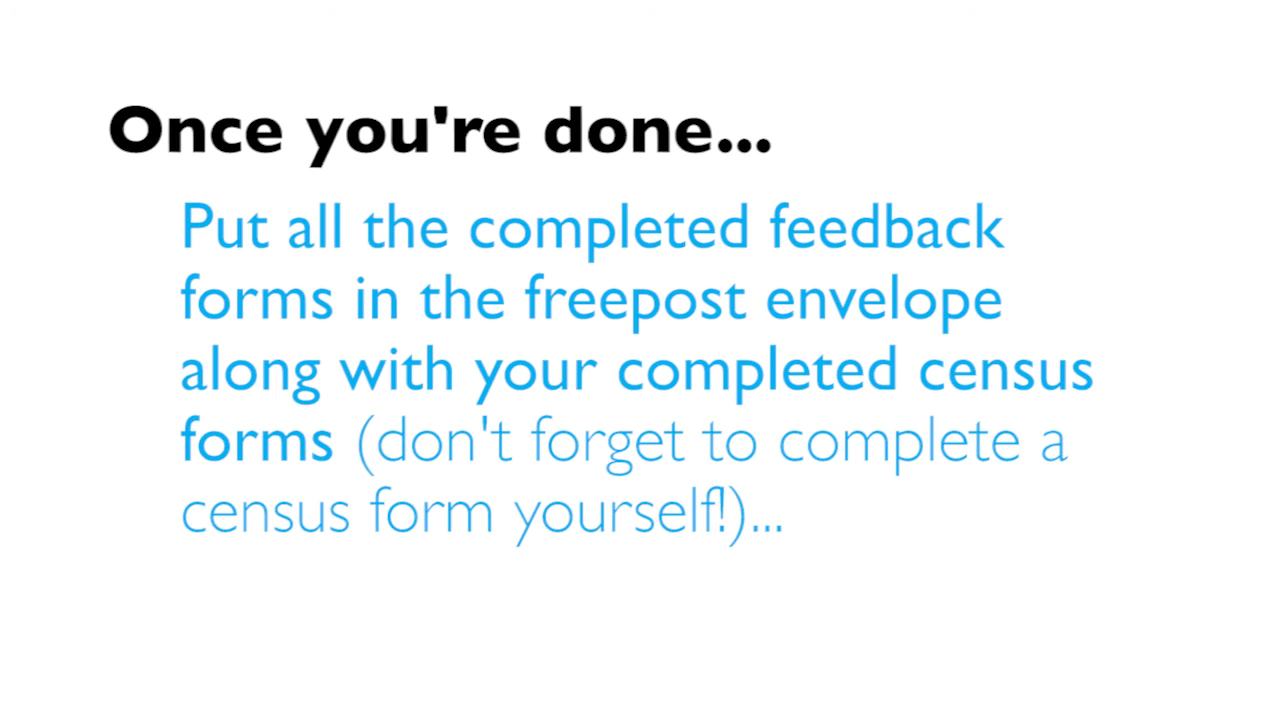 Once you're done...
Put all the completed feedback
forms in the freepost envelope
along with your completed census
forms (don't forget to complete a
census form yourself!)...